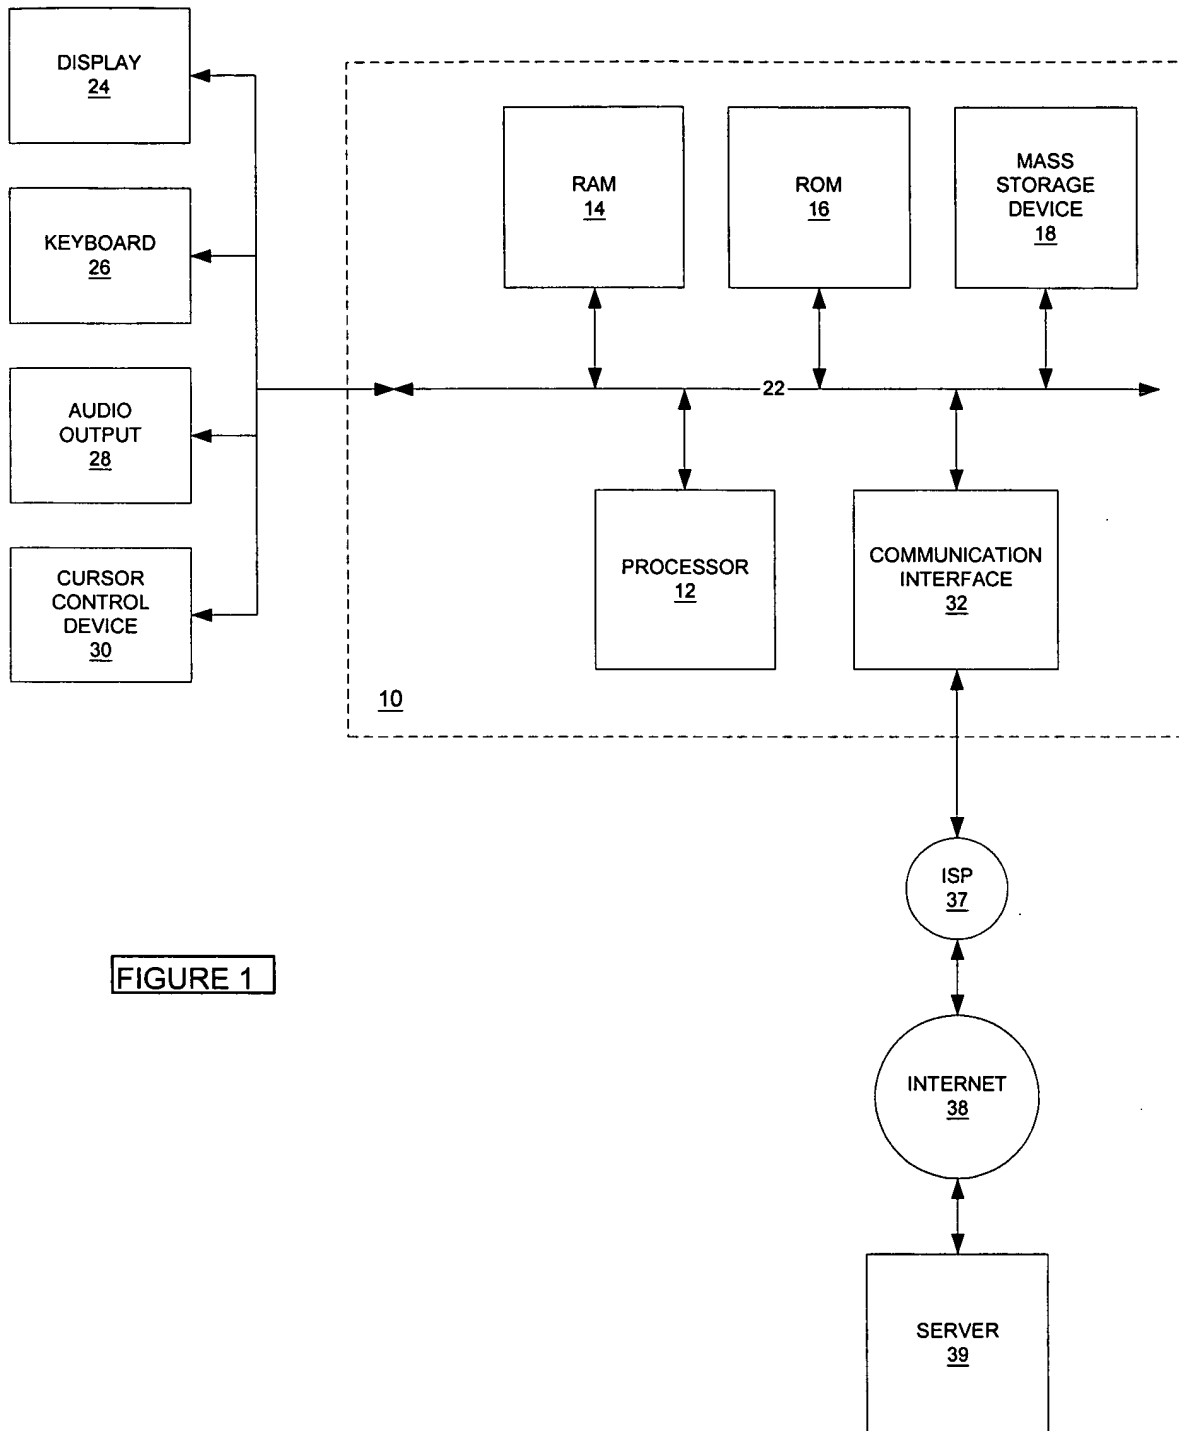 DISPLAY
24
KEYBOARD
26
AUDIO
OUTPUT
28
CURSOR
CONTROL
DEVICE
30
RAM
14
ROM
16
MASS
STORAGE
DEVICE
18
22
PROCESSOR
12
COMMUNICATION
INTERFACE
32
10
ISP
37
FIGURE 1
INTERNET
38
SERVER
39